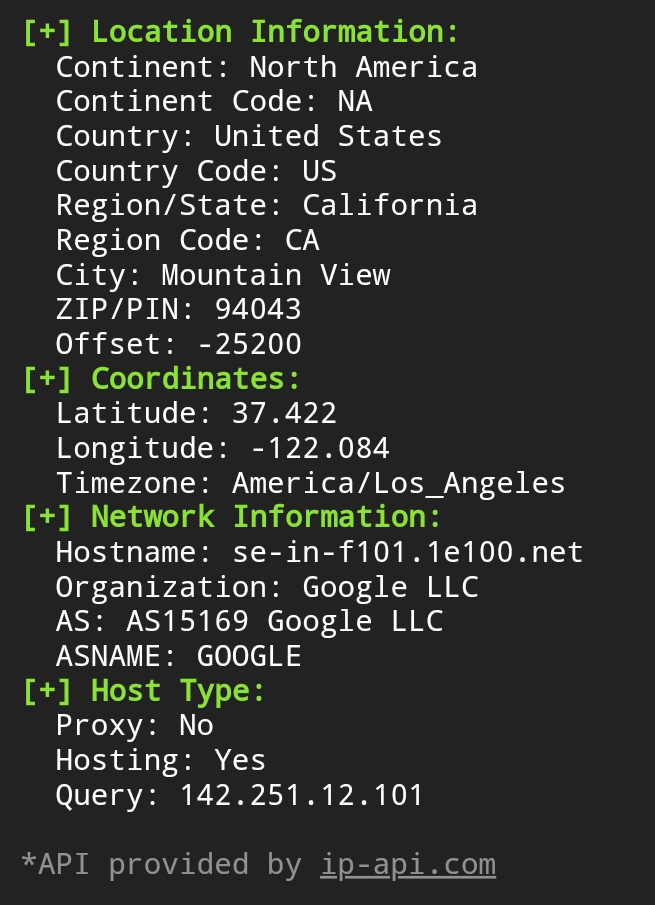 [+] Location Information:
Continent: North America
Continent Code: NA
Country: United States
Country Code: US
Region/State: California
Region Code: CA
City: Mountain View
ZIP/PIN: 94043
Offset: -25200
[+] Coordinates:
Latitude: 37.422
Longitude: -122.084
Timezone: America/Los_Angeles
[+] Network Information:
Hostname: se-in-f101.1e100.net
Organization: Google LLC
AS: AS15169 Google LLC
ASNAME: GOOGLE
[+] Host Type:
Proxy: No
Hosting: Yes
Query: 142.251.12.101
*API provided by ip-api.com